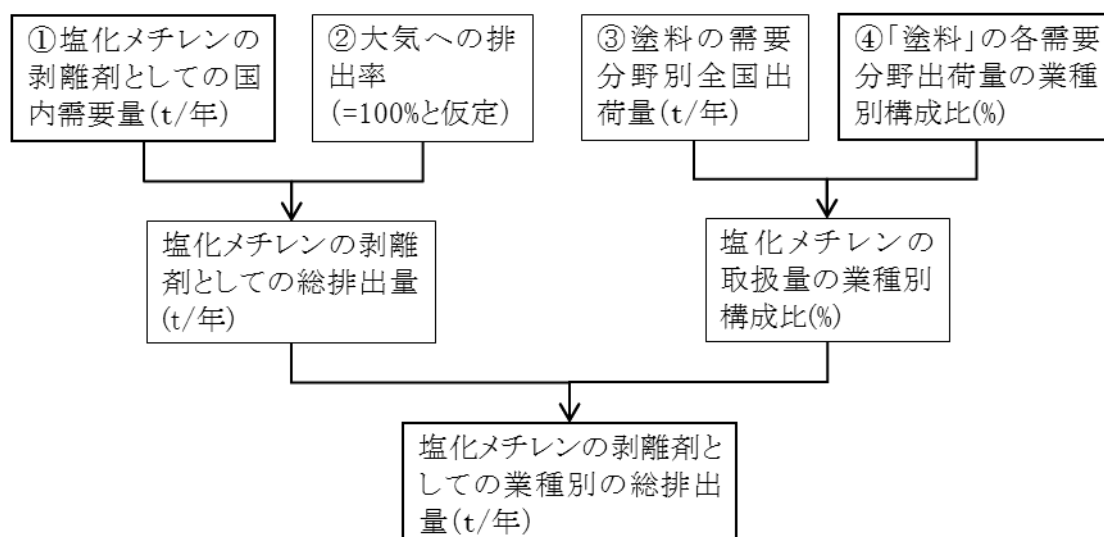 ①塩化メチレンの
剥離剤としての国
内需要量(t/年)
②大気への排
出率
(=100%と仮定)
③塗料の需要
分野別全国出
荷量(t/年)
④「塗料」の各需要
分野出荷量の業種
別構成比(%)
塩化メチレンの剥離
剤としての総排出量
(t/年)
塩化メチレンの
取扱量の業種別
構成比(%)
塩化メチレンの剥離剤と
しての業種別の総排出
量(t/年)